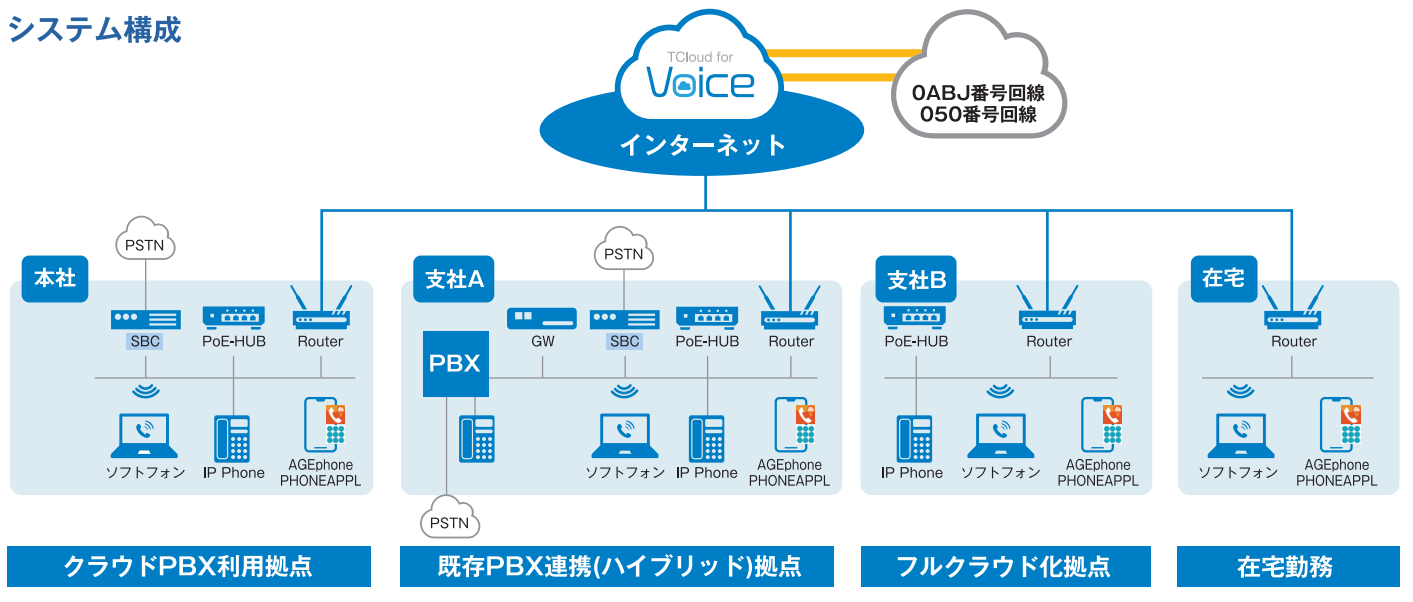 システム構成
TCloud for
Voice
インターネット
0ABJ番号回線
050番号回線
本社
PSTN
SBC
PoE-HUB
Router
ソフトフォン
IP Phone
AGEphone
PHONEAPPL
クラウドPBX利用拠点
支社A
PSTN
PBX
GW
SBC
PoE-HUB
Router
ソフトフォン
IP Phone
AGEphone
PHONEAPPL
PSTN
既存PBX連携(ハイブリッド)拠点
支社B
PoE-HUB
Router
IP Phone
ソフトフォン
AGEphone
PHONEAPPL
フルクラウド化拠点
在宅
Router
ソフトフォン
AGEphone
PHONEAPPL
在宅勤務